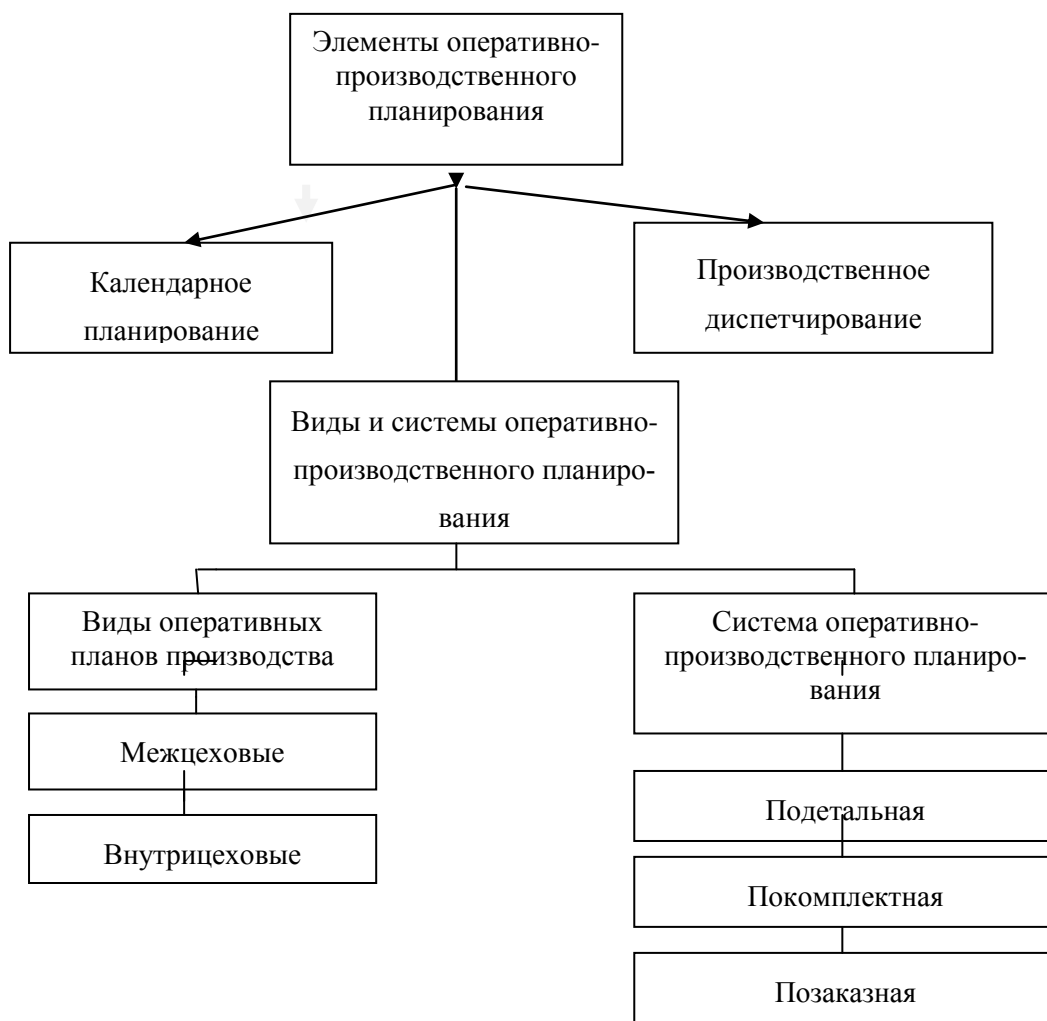 Элементы оперативно-
производственного
планирования
Календарное
планирование
Производственное
диспетчирование
Виды и системы оперативно-
производственного планиро-
вания
Виды оперативных
планов производства
Система оперативно-
производственного планиро-
вания
Межцеховые
Подетальная
Внутрицеховые
Покомплектная
Позаказная